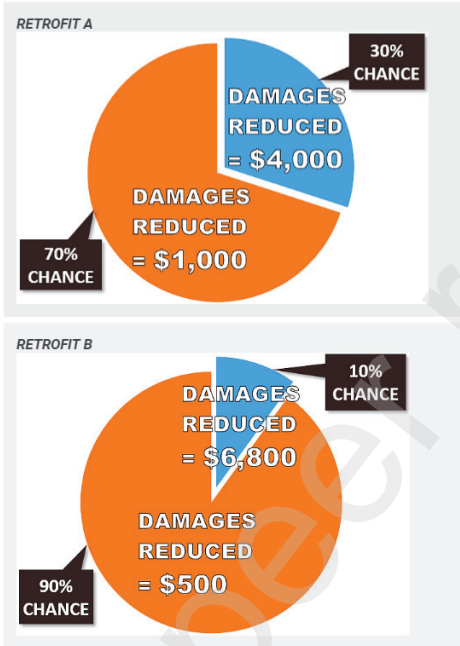 RETROFIT A
30%
CHANCE
DAMAGES
REDUCED
= $4,000
DAMAGES
REDUCED
= $1,000
70%
CHANCE
RETROFIT B
10%
CHANCE
DAMAGES
REDUCED
= $6,800
DAMAGES
REDUCED
= $500
90%
CHANCE
peer r